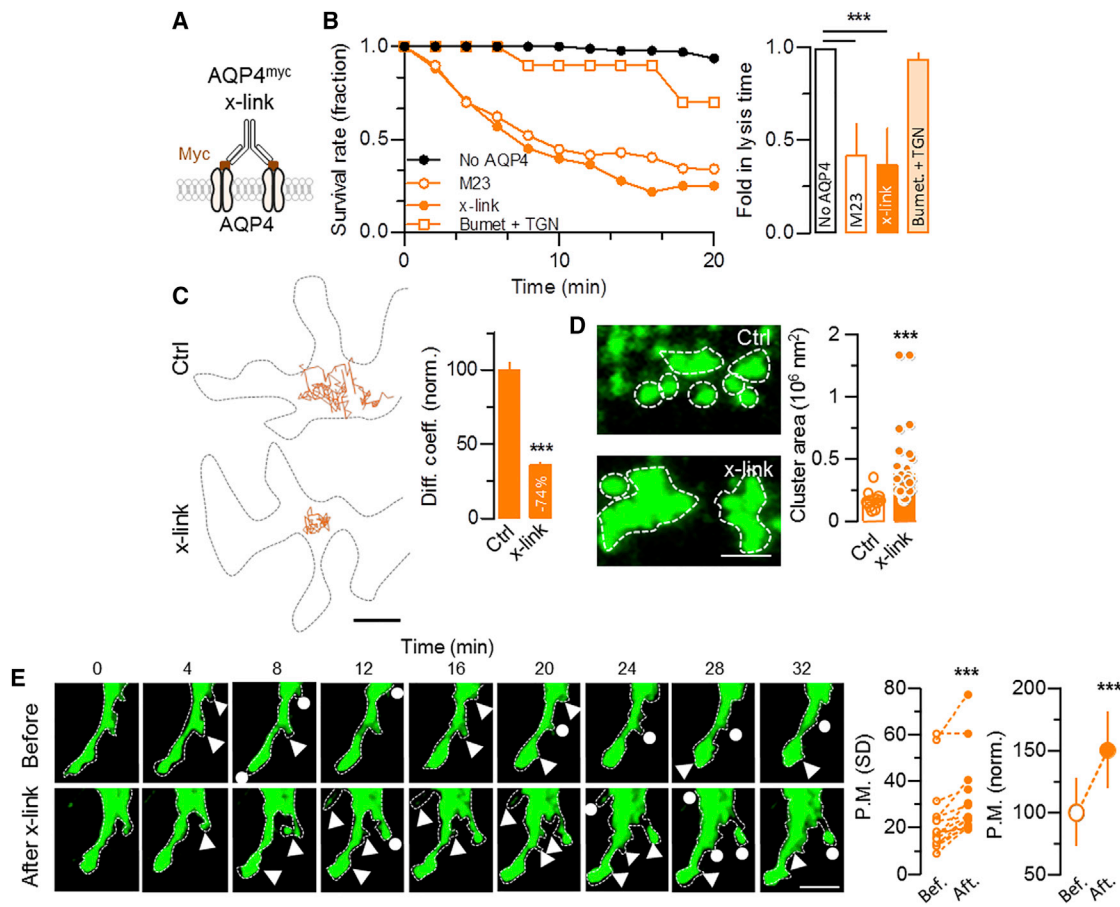 A
AQP4myc
x-link
Myc
AQP4
B
Survival rate (fraction)
1.0
0.5
0.0
No AQP4
M23
x-link
Bumet + TGN
0
10
20
Time (min)
***
Fold in lysis time
1.0
0.5
0.0
No AQP4
M23
x-link
Bumet. + TGN
C
Ctrl
x-link
Diff. coeff. (norm.)
100
50
0
***
-74%
Ctrl
x-link
D
Ctrl
x-link
Cluster area (10⁶ nm²)
2
1
0.5
0
***
Ctrl
x-link
E
Time (min)
0 4 8 12 16 20 24 28 32
Before
After x-link
P.M. (SD)
80
60
40
20
0
***
Bef. Aft.
P.M. (norm.)
200
150
100
50
***
Bef. Aft.